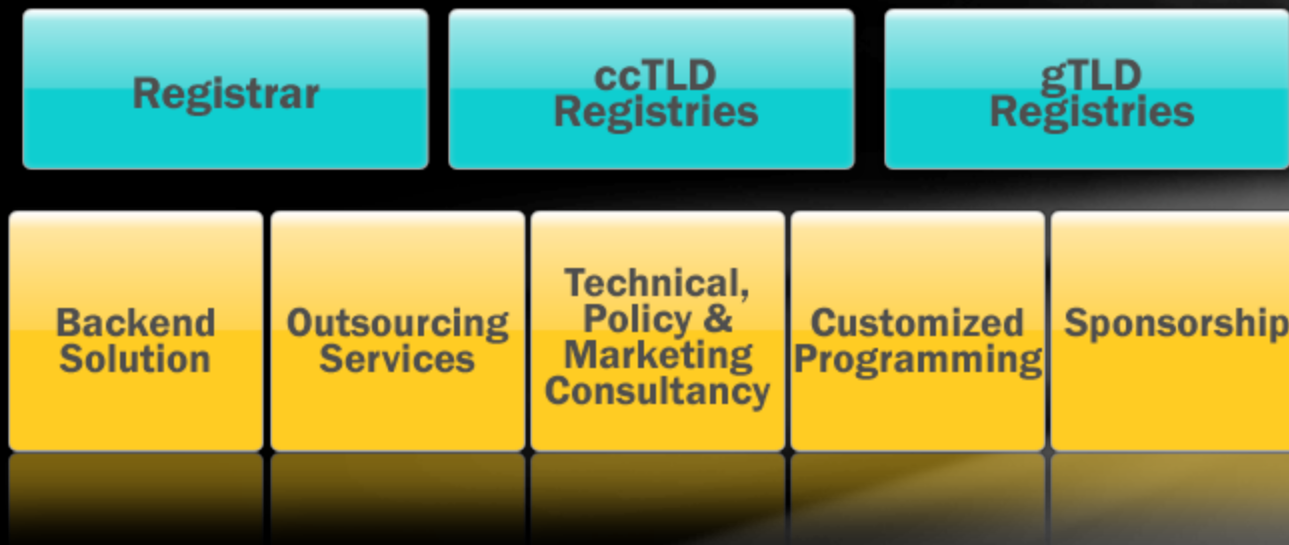 Registrar
ccTLD
Registries
gTLD
Registries
Backend
Solution
Outsourcing
Services
Technical,
Policy &
Marketing
Consultancy
Customized
Programming
Sponsorship